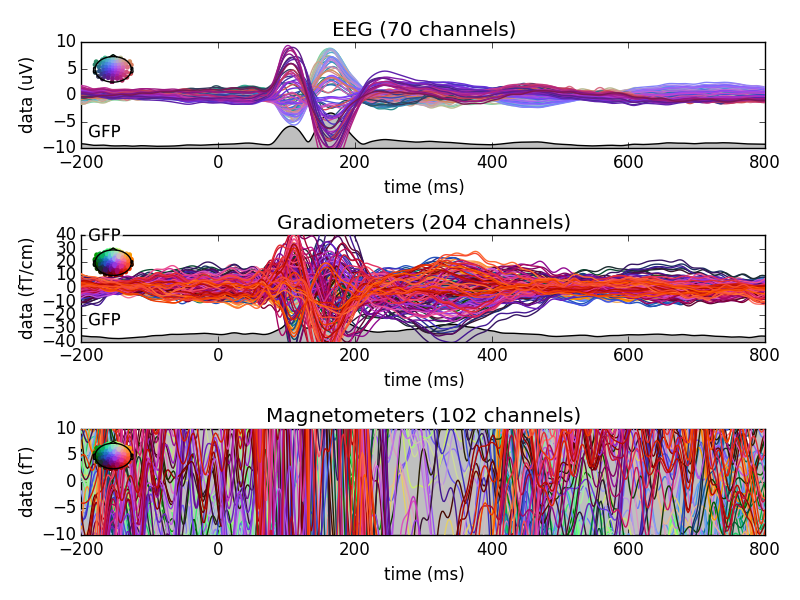 EEG (70 channels)
10
5
0
−5
−10
data (uV)
GFP
−200 0 200 400 600 800
time (ms)
Gradiometers (204 channels)
GFP
40
30
20
10
0
−10
−20
−30
−40
data (fT/cm)
GFP
−200 0 200 400 600 800
time (ms)
Magnetometers (102 channels)
10
5
0
−5
−10
data (fT)
−200 0 200 400 600 800
time (ms)